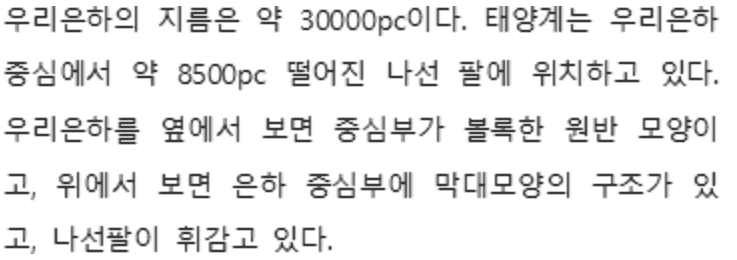 우리은하의 지름은 약 30000pc이다. 태양계는 우리은하
중심에서 약 8500pc 떨어진 나선 팔에 위치하고 있다.
우리은하를 옆에서 보면 중심부가 볼록한 원반 모양이
고, 위에서 보면 은하 중심부에 막대모양의 구조가 있
고, 나선팔이 휘감고 있다.